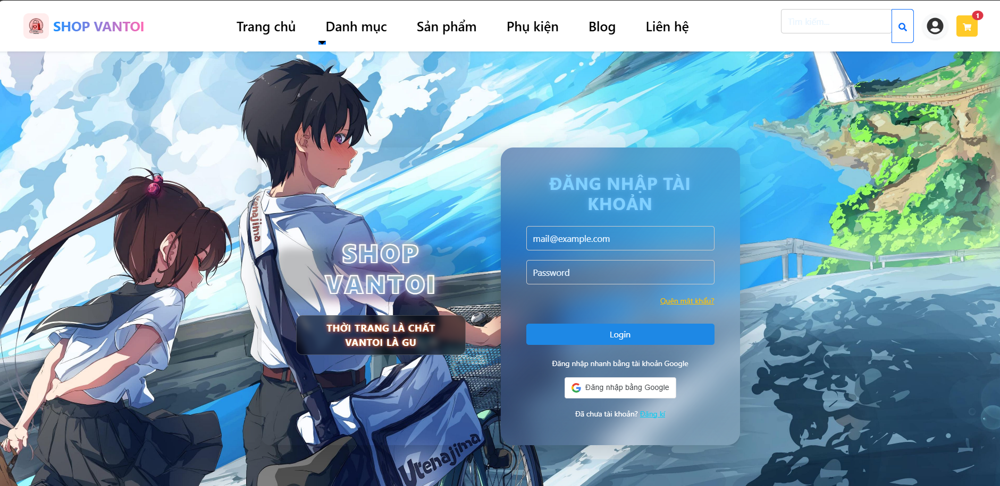 SHOP VANTOI
Trang chủ
Danh mục
Sản phẩm
Phụ kiện
Blog
Liên hệ
Tìm kiếm...
1
Utenajima
SHOP
VANTOI
THỜI TRANG LÀ CHẤT
VANTOI LÀ GU
ĐĂNG NHẬP TÀI
KHOẢN
mail@example.com
Password
Quên mật khẩu?
Login
Đăng nhập nhanh bằng tài khoản Google
Đăng nhập bằng Google
Đã chưa tài khoản? Đăng kí
Utenajima